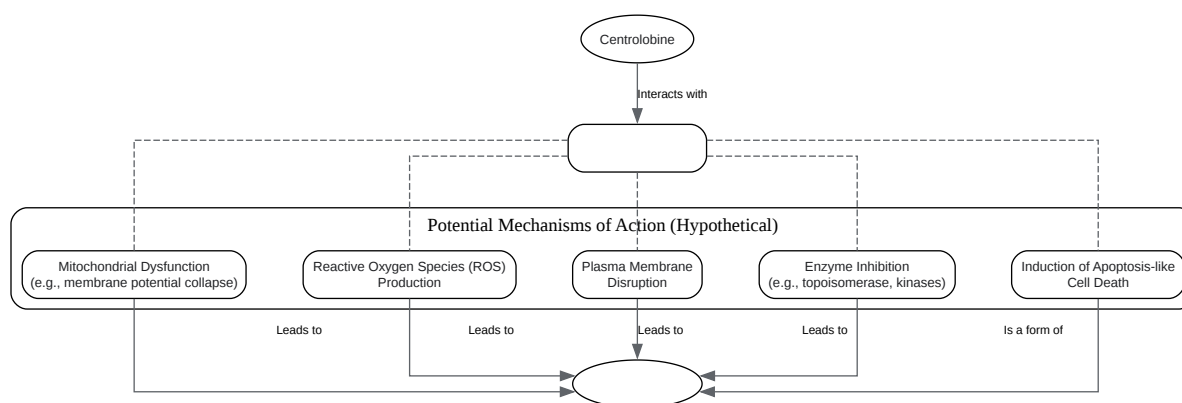 Centrolobine
Interacts with
Potential Mechanisms of Action (Hypothetical)
Mitochondrial Dysfunction
(e.g., membrane potential collapse)
Reactive Oxygen Species (ROS)
Production
Plasma Membrane
Disruption
Enzyme Inhibition
(e.g., topoisomerase, kinases)
Induction of Apoptosis-like
Cell Death
Leads to
Leads to
Leads to
Leads to
Is a form of